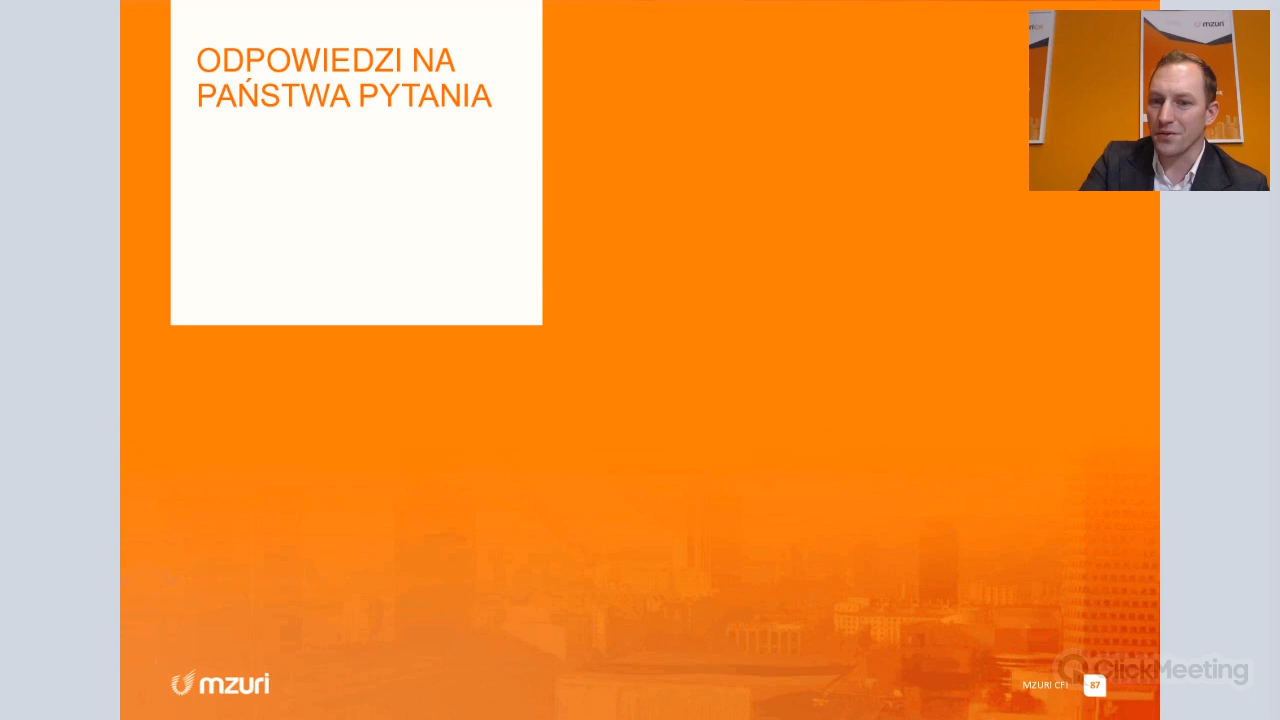 ODPOWIEDZI NA
PAŃSTWA PYTANIA
mzuri
mzuri
MZURI CFI
87
ClickMeeting